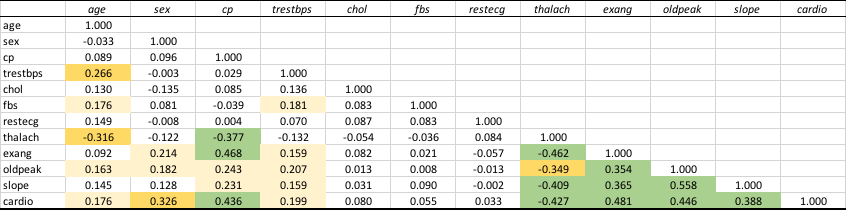 age sex cp trestbps chol fbs restecg thalach exang oldpeak slope cardio
age 1.000
sex -0.033 1.000
cp 0.089 0.096 1.000
trestbps 0.266 -0.003 0.029 1.000
chol 0.130 -0.135 0.085 0.136 1.000
fbs 0.176 0.081 -0.039 0.181 0.083 1.000
restecg 0.149 -0.008 0.004 0.070 0.087 0.083 1.000
thalach -0.316 -0.122 -0.377 -0.132 -0.054 -0.036 0.084 1.000
exang 0.092 0.214 0.468 0.159 0.082 0.021 -0.057 -0.462 1.000
oldpeak 0.163 0.182 0.243 0.207 0.013 0.008 -0.013 -0.349 0.354 1.000
slope 0.145 0.128 0.231 0.159 0.031 0.090 -0.002 -0.409 0.365 0.558 1.000
cardio 0.176 0.326 0.436 0.199 0.080 0.055 0.033 -0.427 0.481 0.446 0.388 1.000